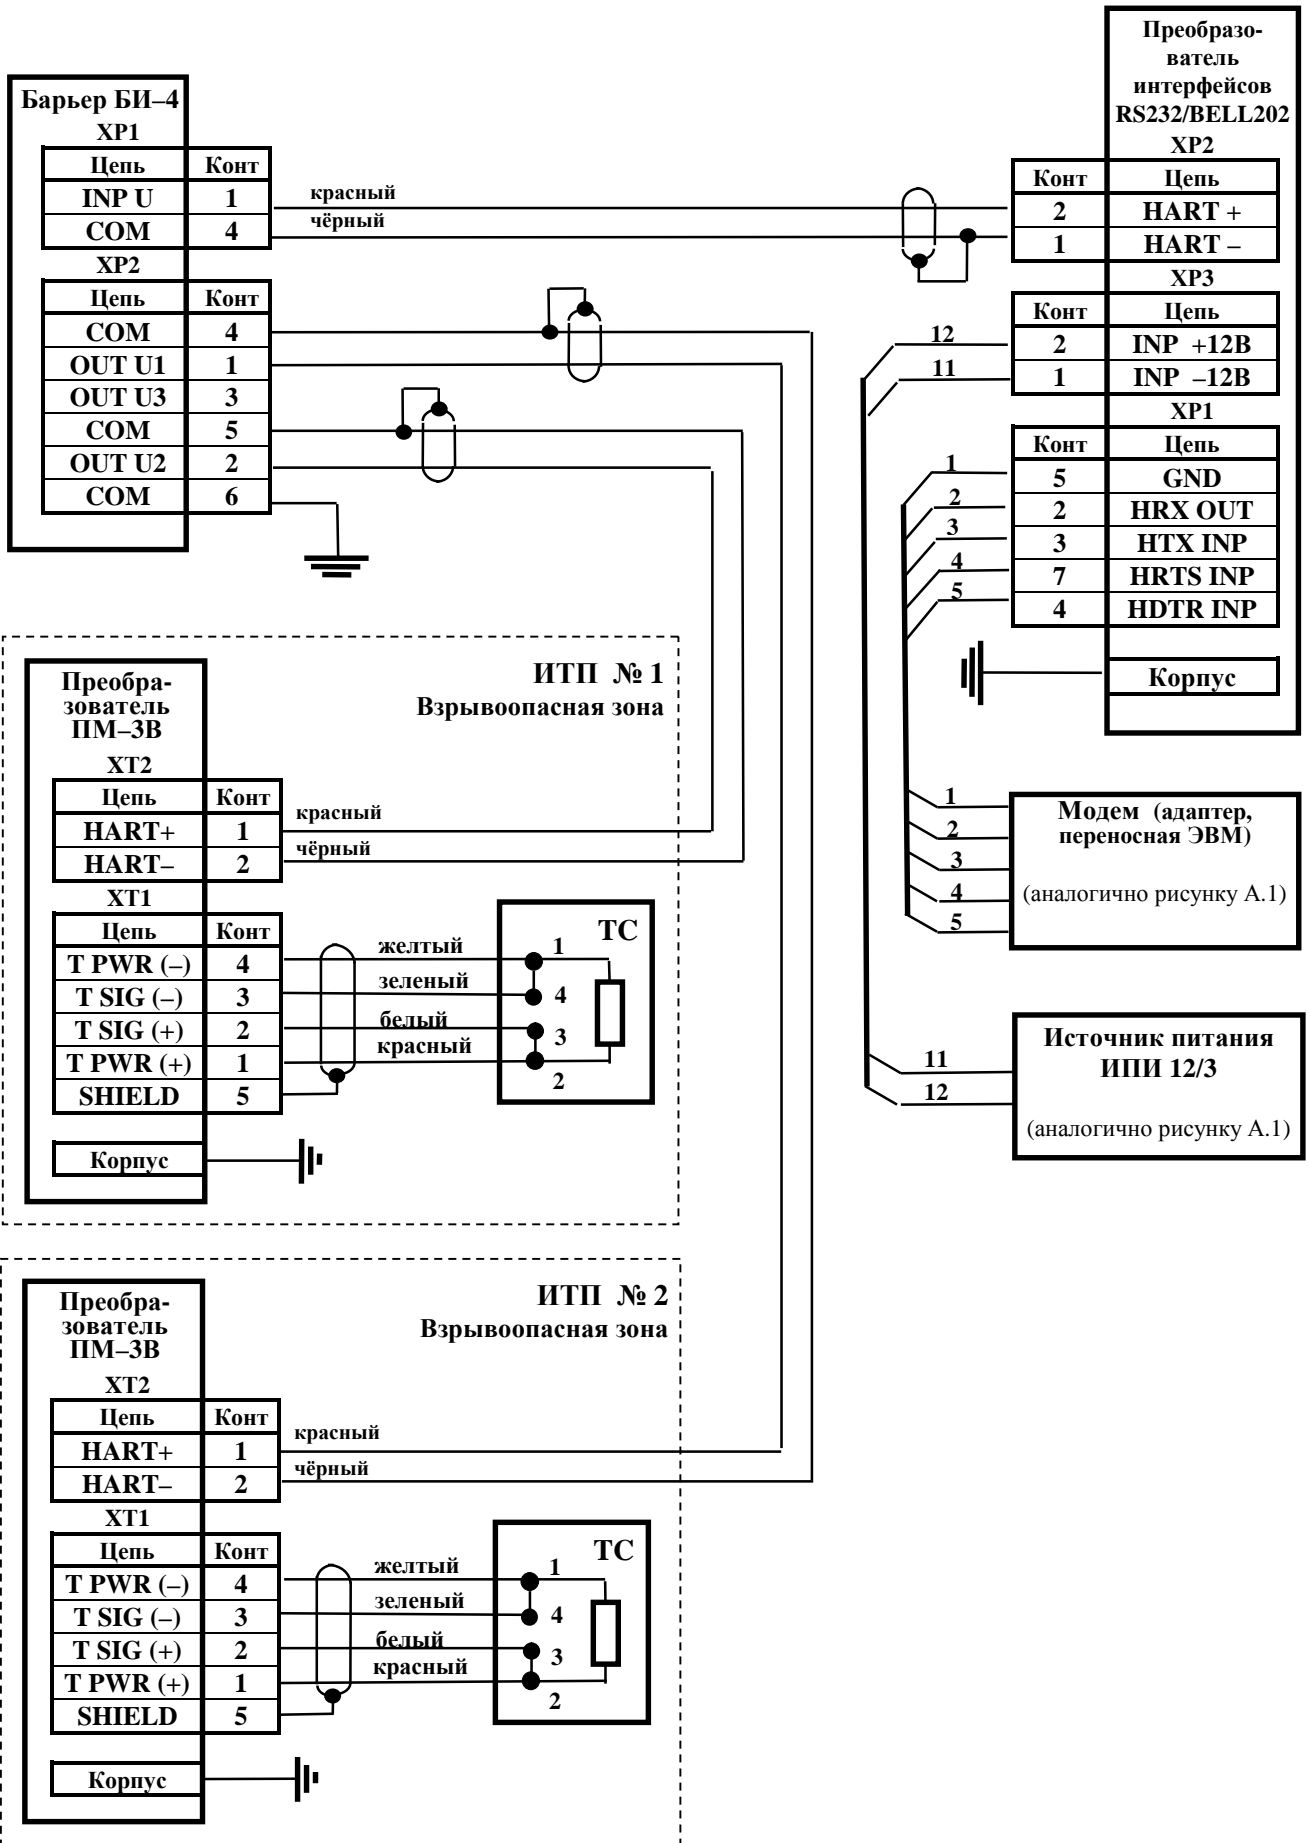 Барьер БИ–4
XP1
Цепь Конт
INP U 1
COM 4
XP2
Цепь Конт
COM 4
OUT U1 1
OUT U3 3
COM 5
OUT U2 2
COM 6
красный
чёрный
Преобразо-
ватель
интерфейсов
RS232/BELL202
XP2
Конт Цепь
2 HART +
1 HART –
XP3
Конт Цепь
2 INP +12В
1 INP –12В
XP1
Конт Цепь
5 GND
2 HRX OUT
3 HTX INP
7 HRTS INP
4 HDTR INP
Корпус
12
11
1
2
3
4
5
1
2
3
4
5
Модем (адаптер,
переносная ЭВМ)
(аналогично рисунку А.1)
11
12
Источник питания
ИПИ 12/3
(аналогично рисунку А.1)
ИТП № 1
Взрывоопасная зона
Преобра-
зователь
ПМ–3В
XT2
Цепь Конт
HART+ 1
HART– 2
красный
чёрный
XT1
Цепь Конт
T PWR (–) 4
T SIG (–) 3
T SIG (+) 2
T PWR (+) 1
SHIELD 5
Корпус
желтый
зеленый
белый
красный
ТС
1
4
3
2
ИТП № 2
Взрывоопасная зона
Преобра-
зователь
ПМ–3В
XT2
Цепь Конт
HART+ 1
HART– 2
красный
чёрный
XT1
Цепь Конт
T PWR (–) 4
T SIG (–) 3
T SIG (+) 2
T PWR (+) 1
SHIELD 5
Корпус
желтый
зеленый
белый
красный
ТС
1
4
3
2